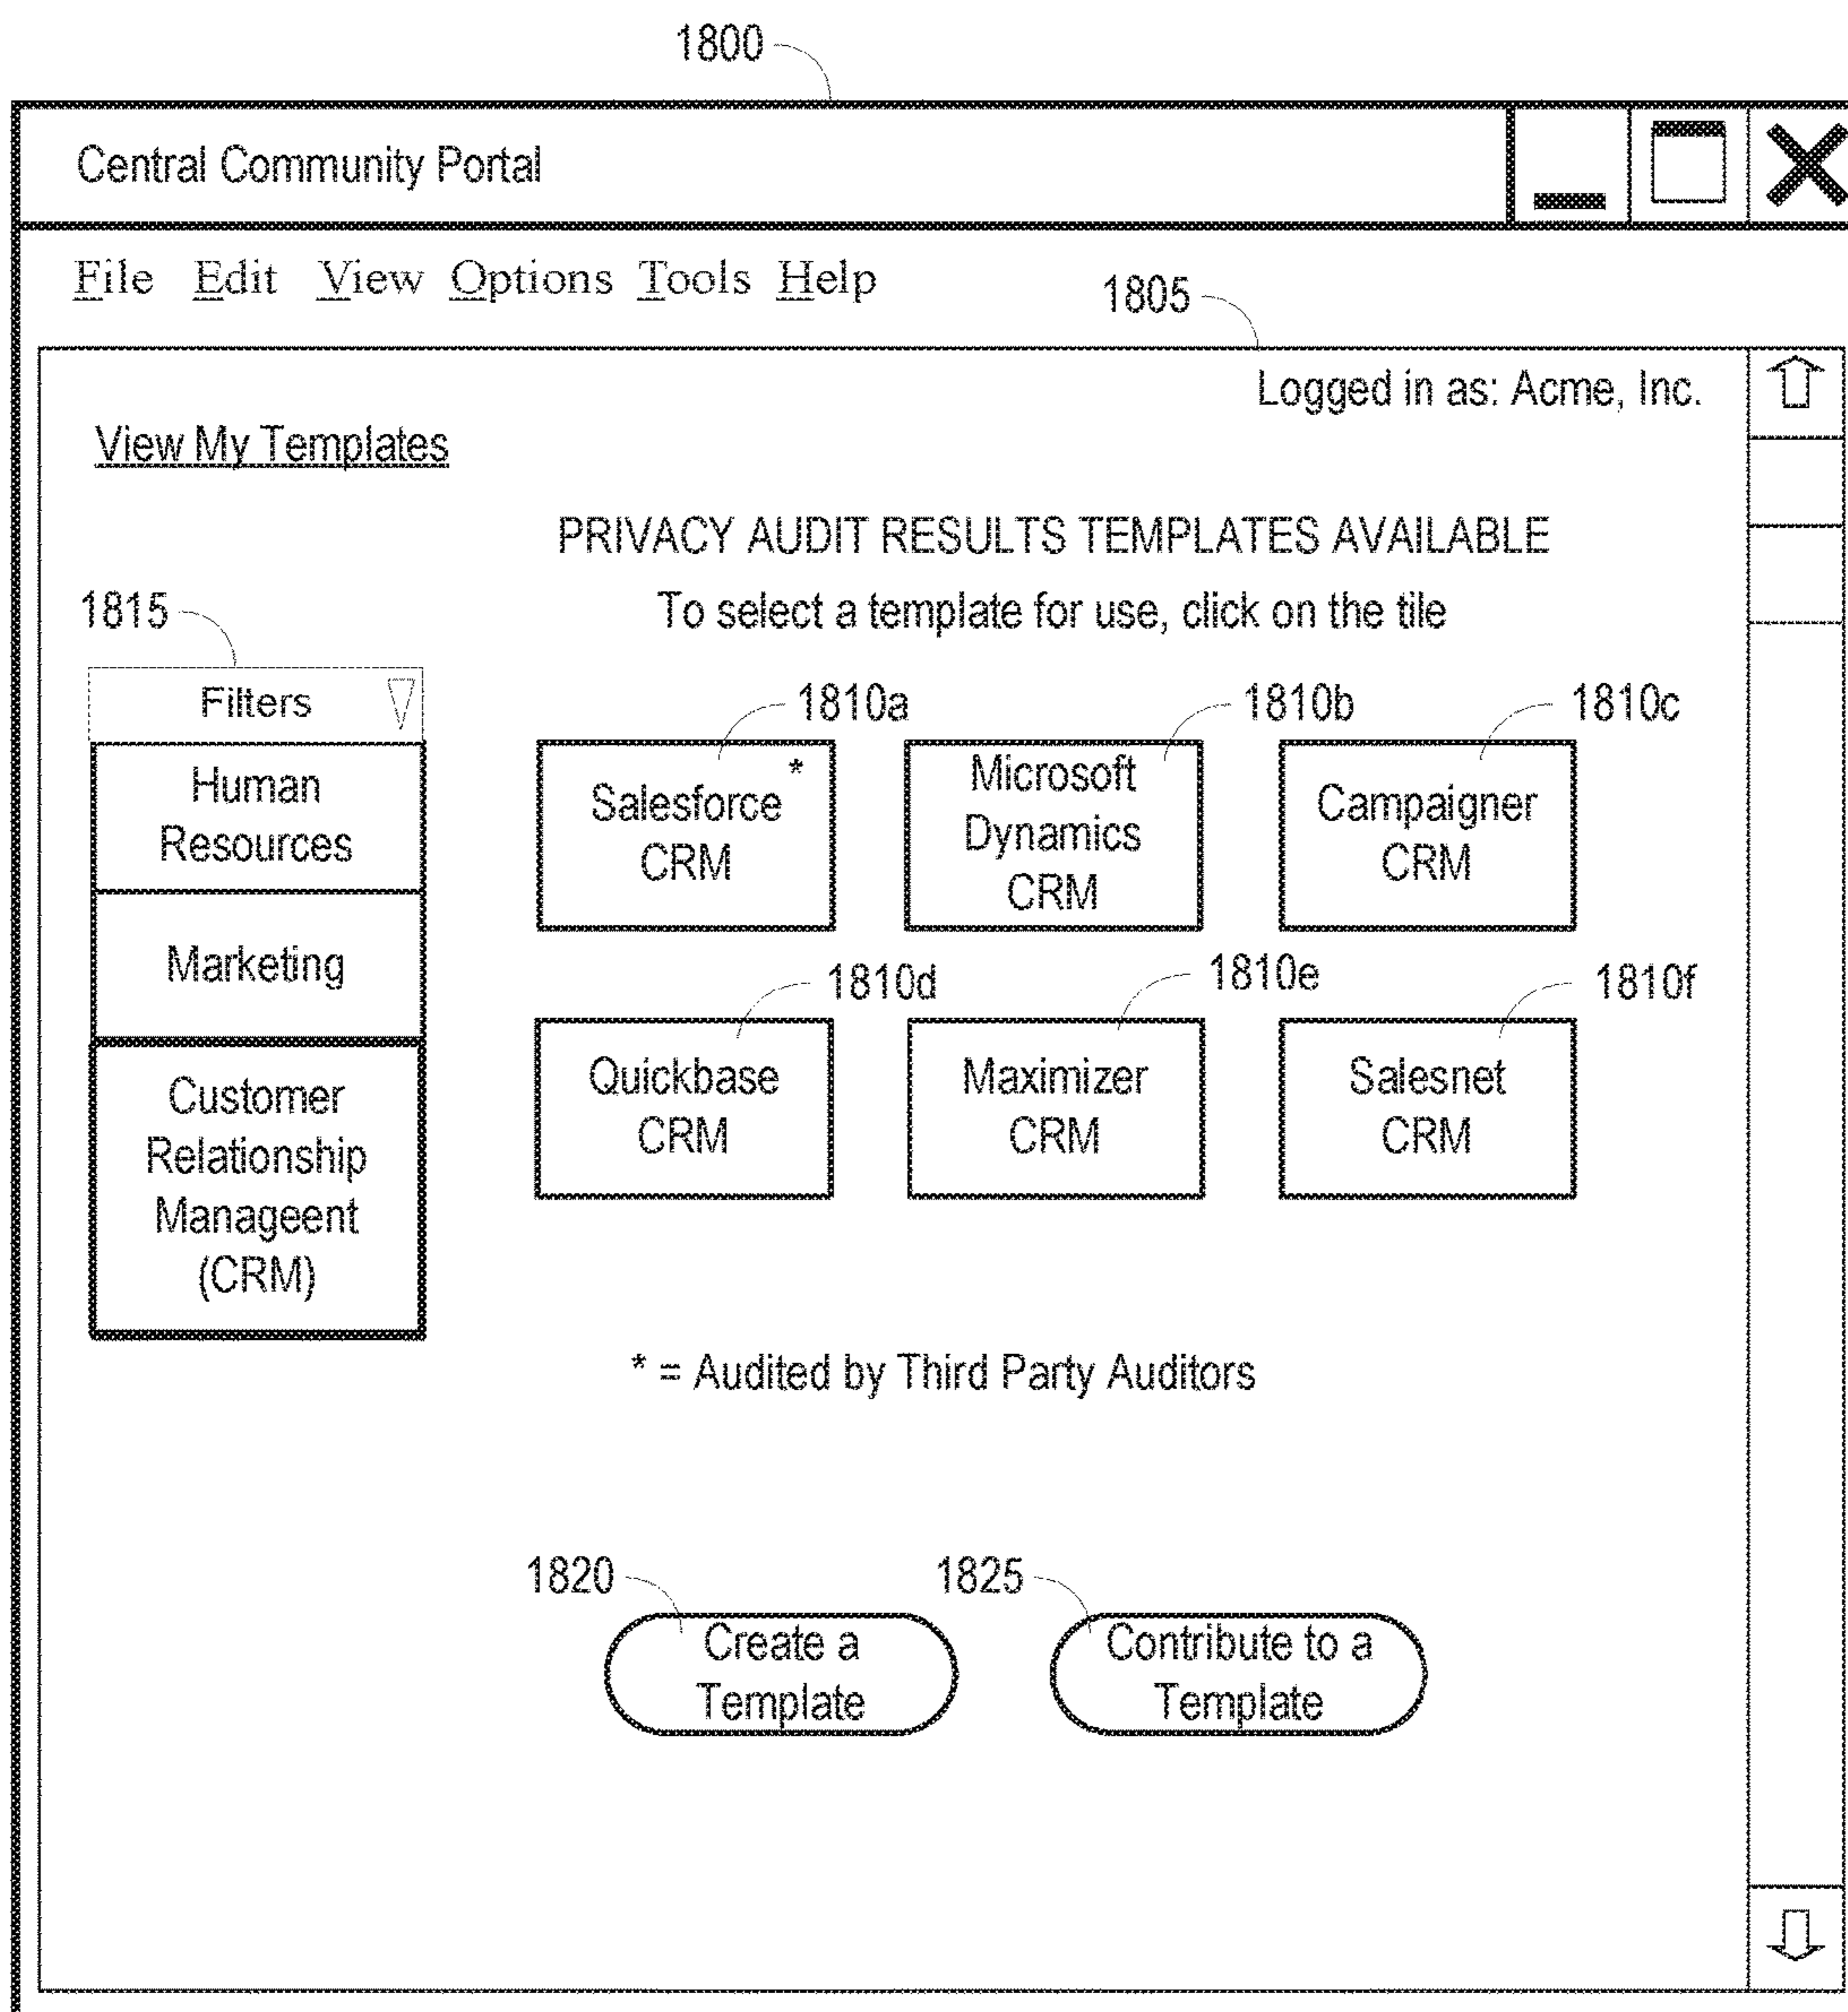 1800
Central Community Portal
File Edit View Options Tools Help
1805
Logged in as: Acme, Inc.
View My Templates
PRIVACY AUDIT RESULTS TEMPLATES AVAILABLE
To select a template for use, click on the tile
1815
Filters
Human
Resources
Marketing
Customer
Relationship
Manageent
(CRM)
1810a
*
Salesforce
CRM
1810b
Microsoft
Dynamics
CRM
1810c
Campaigner
CRM
1810d
Quickbase
CRM
1810e
Maximizer
CRM
1810f
Salesnet
CRM
* = Audited by Third Party Auditors
1820
Create a
Template
1825
Contribute to a
Template